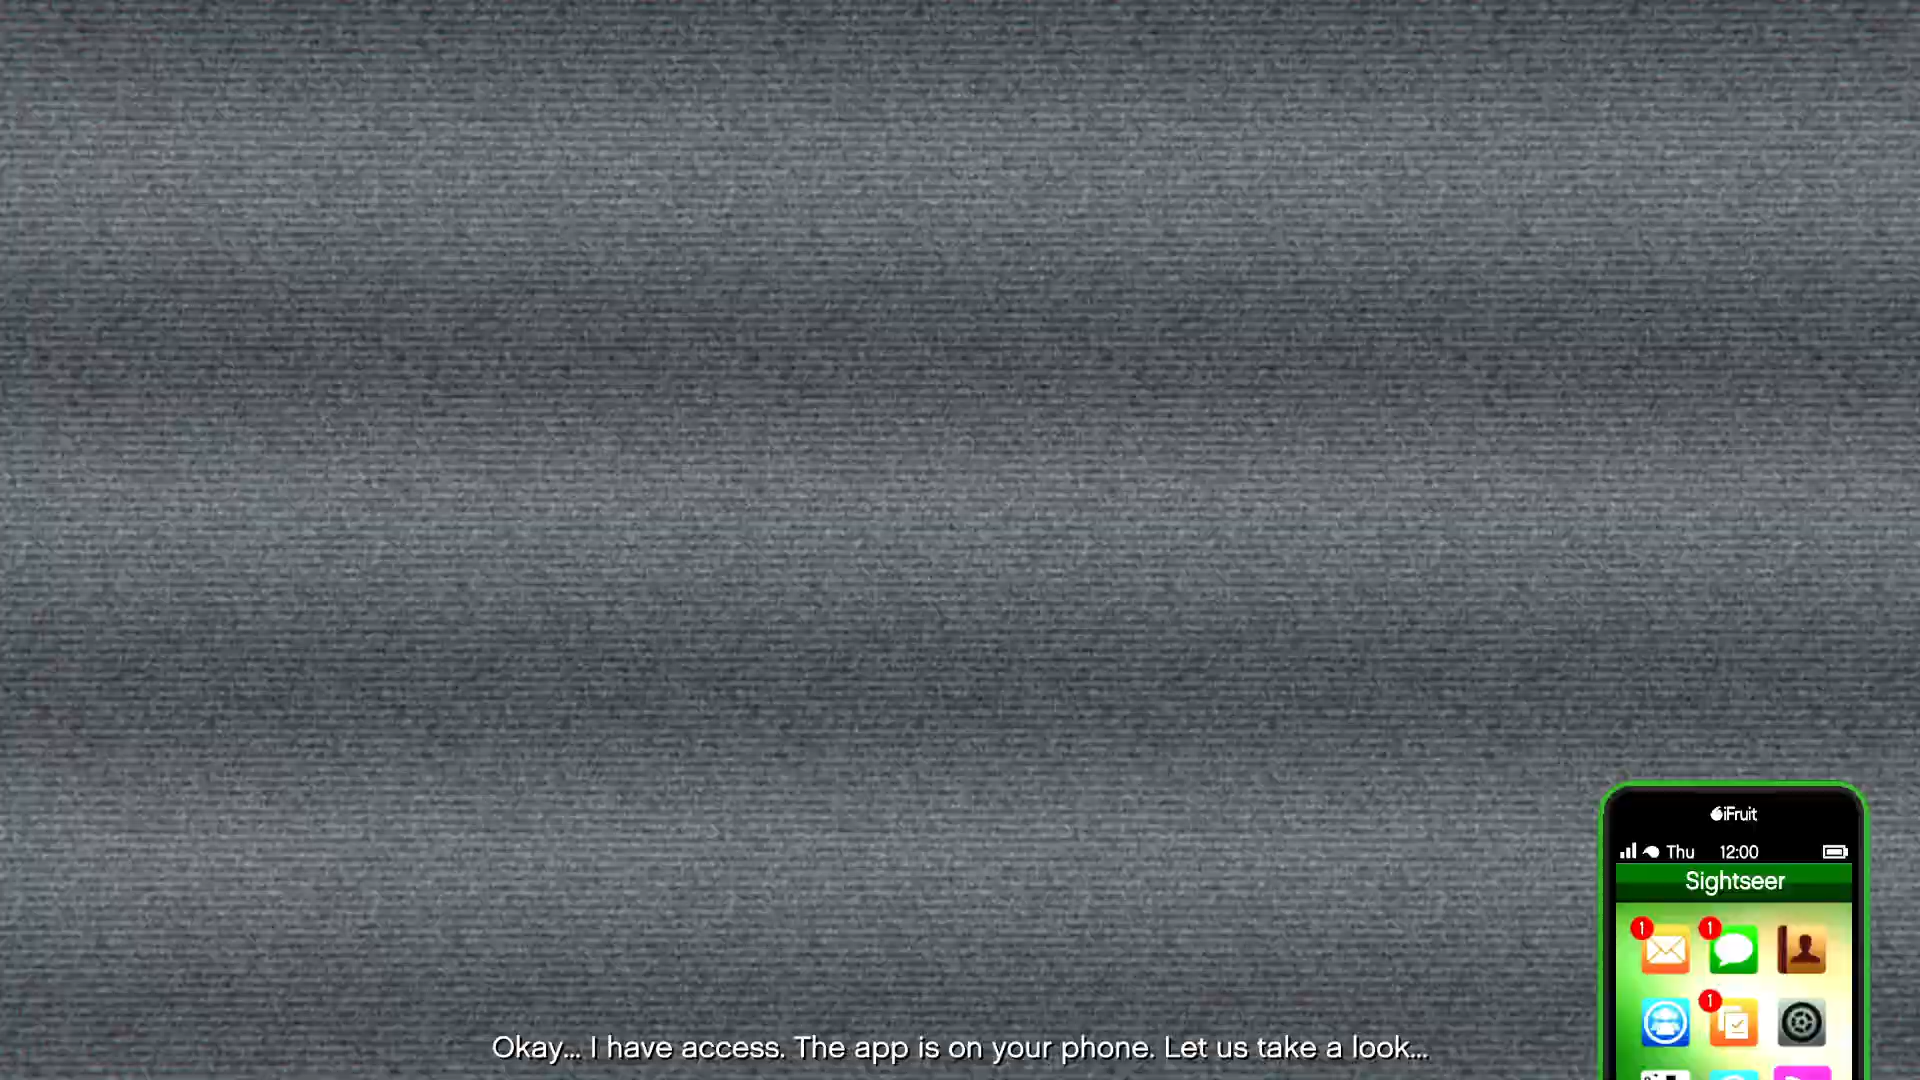 iFruit
Thu 12:00
Sightseer
1 1
1
Okay... I have access. The app is on your phone. Let us take a look...